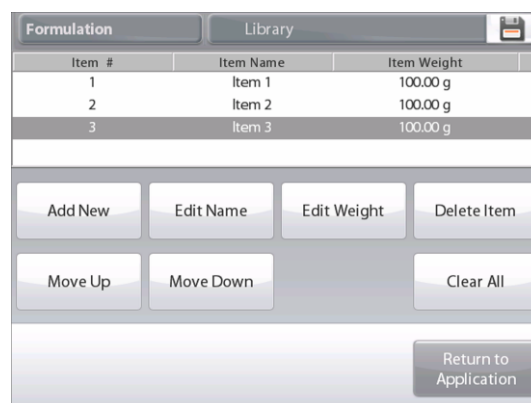 Formulation Library
Item # Item Name Item Weight
1 Item 1 100.00 g
2 Item 2 100.00 g
3 Item 3 100.00 g
Add New Edit Name Edit Weight Delete Item
Move Up Move Down Clear All
Return to
Application